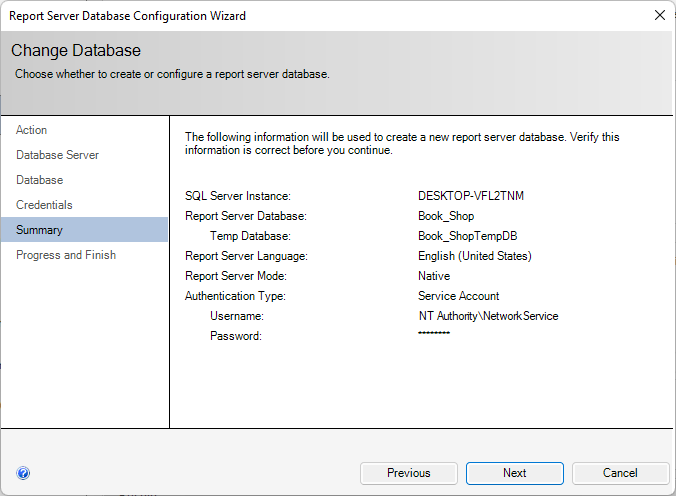 Report Server Database Configuration Wizard
Change Database
Choose whether to create or configure a report server database.
Action
Database Server
Database
Credentials
Summary
Progress and Finish
The following information will be used to create a new report server database. Verify this
information is correct before you continue.
SQL Server Instance: DESKTOP-VFL2TNM
Report Server Database: Book_Shop
Temp Database: Book_ShopTempDB
Report Server Language: English (United States)
Report Server Mode: Native
Authentication Type: Service Account
Username: NT Authority\NetworkService
Password: ********
Previous Next Cancel